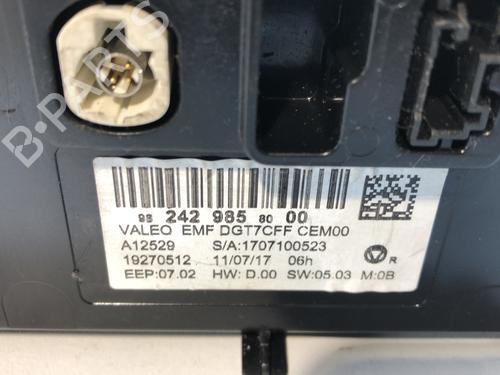 B-PARTS
98 242 985 80 00
VALEO EMF DGT7CFF CEM00
A12529 S/A:1707100523
19270512 11/07/17 06h
EEP:07.02 HW: D.00 SW:05.03 M:0B
R